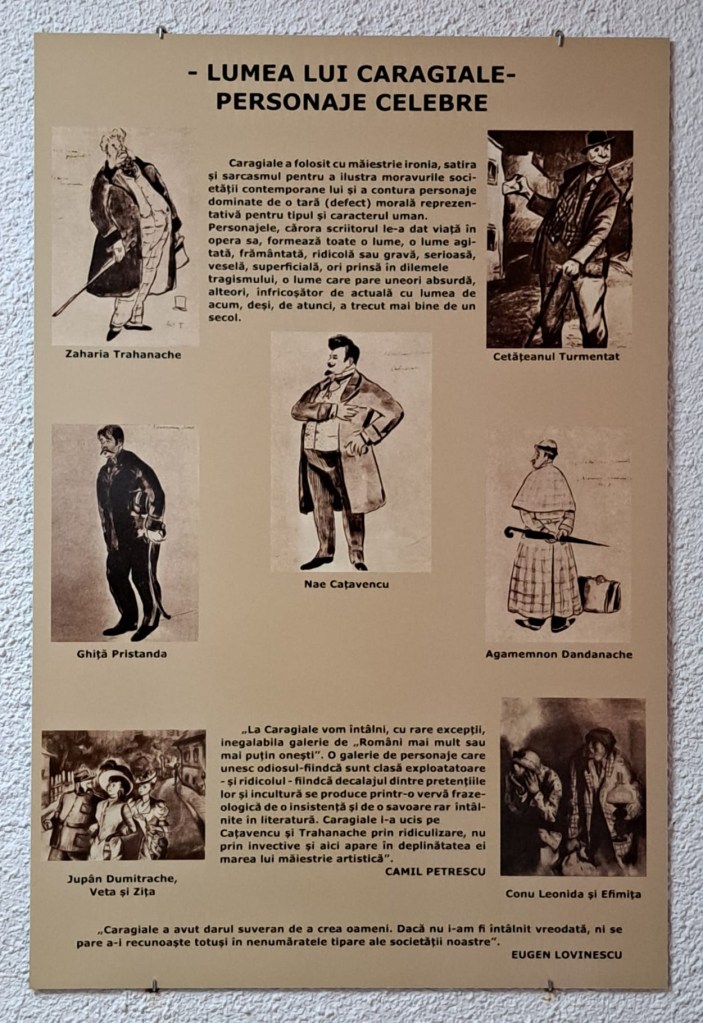 - LUMEA LUI CARAGIALE-
PERSONAJE CELEBRE
Caragiale a folosit cu măiestrie ironia, satira
și sarcasmul pentru a ilustra moravurile soci-
etății contemporane lui și a contura personaje
dominate de o tară (defect) morală reprezen-
tativă pentru tipul și caracterul uman.
Personajele, cărora scriitorul le-a dat viață în
opera sa, formează toate o lume, o lume agi-
tată, frământată, ridicolă sau gravă, serioasă,
veselă, superficială, ori prinsă în dilemele
tragismului, o lume care pare uneori absurdă,
alteori, înfricoșător de actuală cu lumea de
acum, deși, de atunci, a trecut mai bine de un
secol.
Zaharia Trahanache
Cetățeanul Turmentat
Nae Cațavencu
Ghiță Pristanda
Agamemnon Dandanache
„La Caragiale vom întâlni, cu rare excepții,
inegalabila galerie de „Români mai mult sau
mai puțin onești”. O galerie de personaje care
unesc odiosul-fiindcă sunt clasă exploatatoare
- și ridicolul - fiindcă decalajul dintre pretențiile
lor și incultură se produce printr-o vervă fraze-
ologică de o insistență și de o savoare rar întâl-
nite în literatură. Caragiale i-a ucis pe
Cațavencu și Trahanache prin ridiculizare, nu
prin invective și aici apare în deplinătatea ei
marea lui măiestrie artistică”.
CAMIL PETRESCU
Jupân Dumitrache,
Veta și Zița
Conu Leonida și Efimița
„Caragiale a avut darul suveran de a crea oameni. Dacă nu i-am fi întâlnit vreodată, ni se
pare a-i recunoaște totuși în nenumăratele tipare ale societății noastre”.
EUGEN LOVINESCU